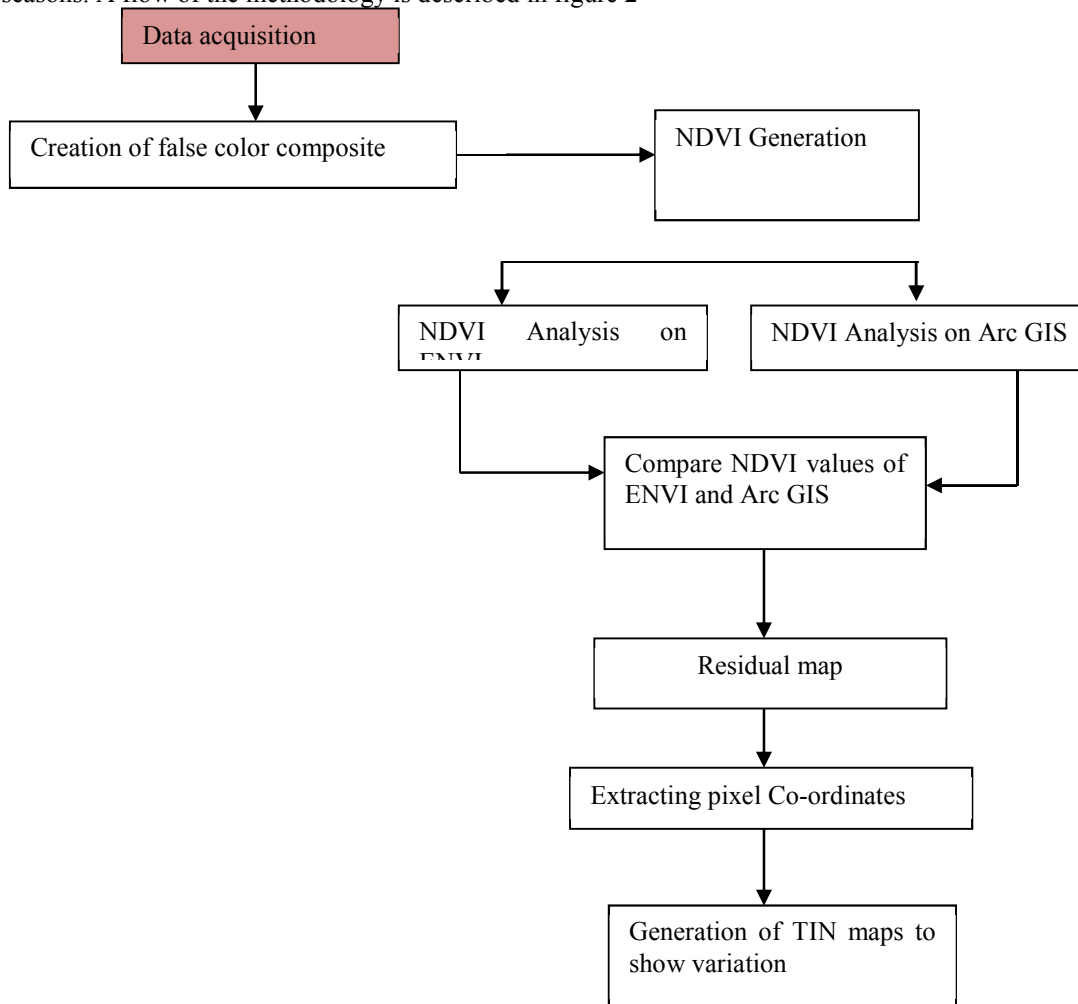 seasons. A flow of the methodology is described in figure 2
Data acquisition
Creation of false color composite
NDVI Generation
NDVI Analysis on
ENVI
NDVI Analysis on Arc GIS
Compare NDVI values of
ENVI and Arc GIS
Residual map
Extracting pixel Co-ordinates
Generation of TIN maps to
show variation